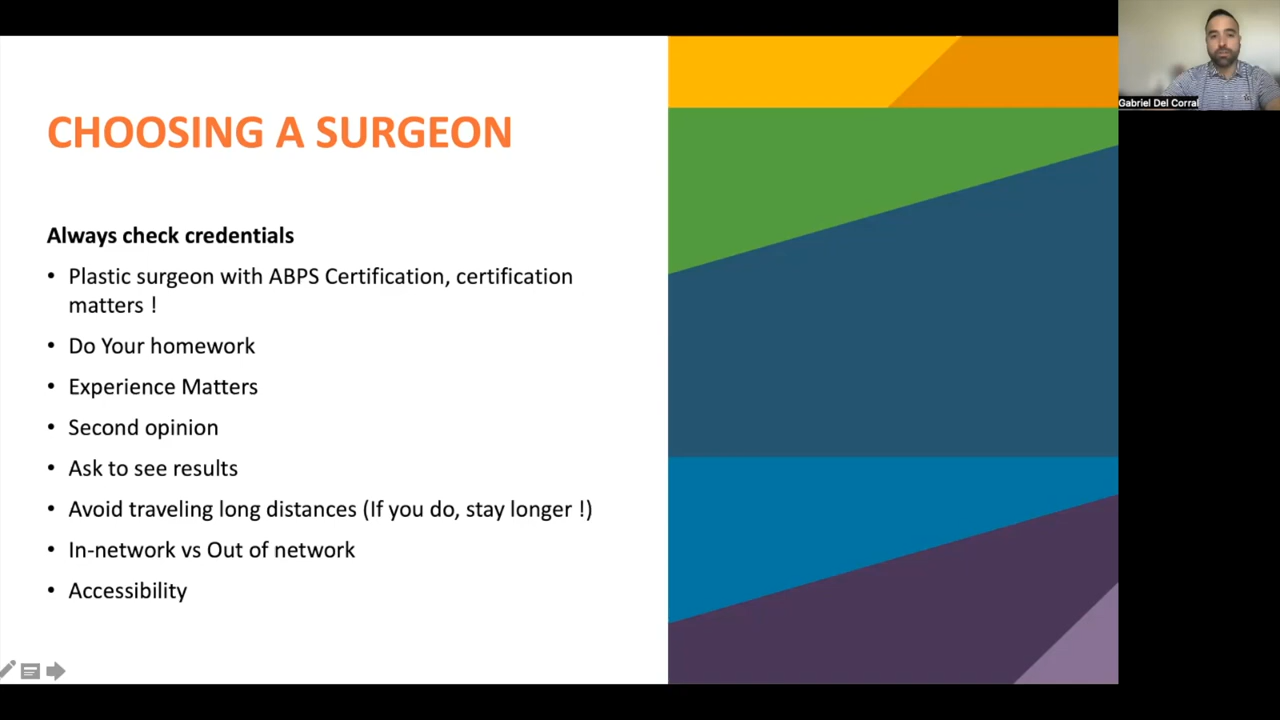 CHOOSING A SURGEON
Always check credentials
• Plastic surgeon with ABPS Certification, certification
matters !
• Do Your homework
• Experience Matters
• Second opinion
• Ask to see results
• Avoid traveling long distances (If you do, stay longer !)
• In-network vs Out of network
• Accessibility
Gabriel Del Corral